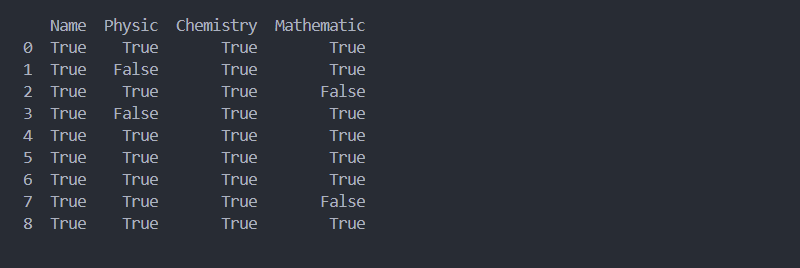 Name Physic Chemistry Mathematic
0 True True True True
1 True False True True
2 True True True False
3 True False True True
4 True True True True
5 True True True True
6 True True True True
7 True True True False
8 True True True True